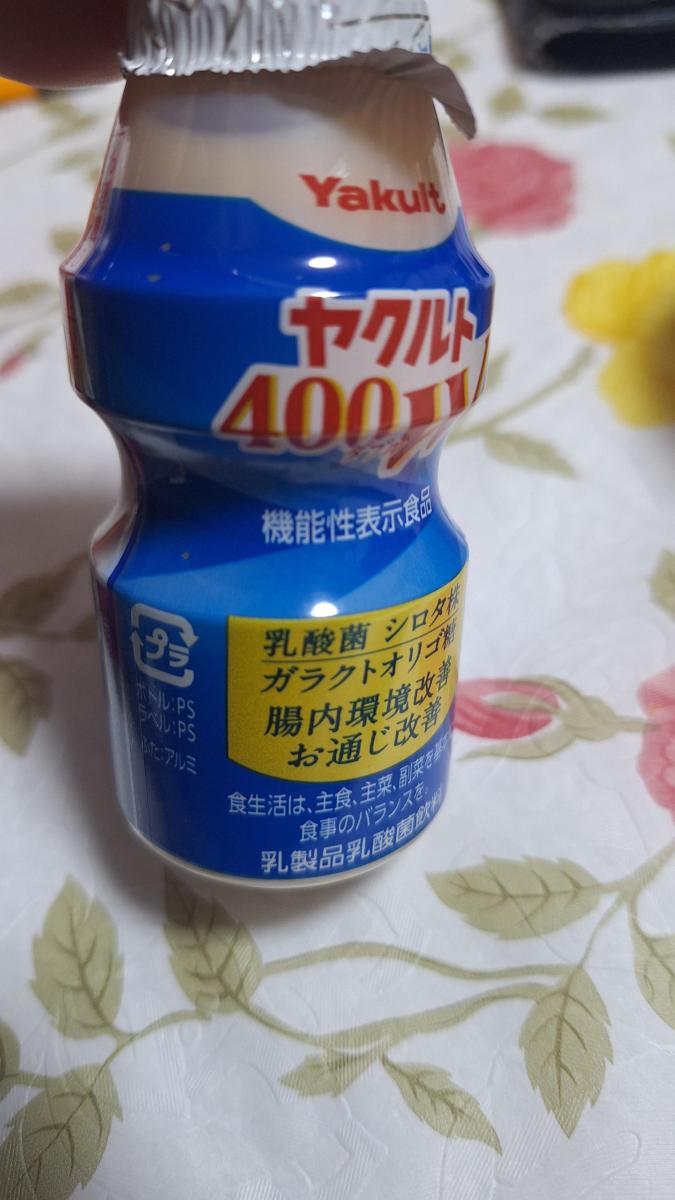 Yakult
ヤクルト
400W
機能性表示食品
乳酸菌 シロタ株
ガラクトオリゴ糖
腸内環境改善
お通じ改善
プラ
ボトル:PS
ラベル:PS
ふた:アルミ
食生活は、主食、主菜、副菜を基本
食事のバランスを。
乳製品乳酸菌飲料